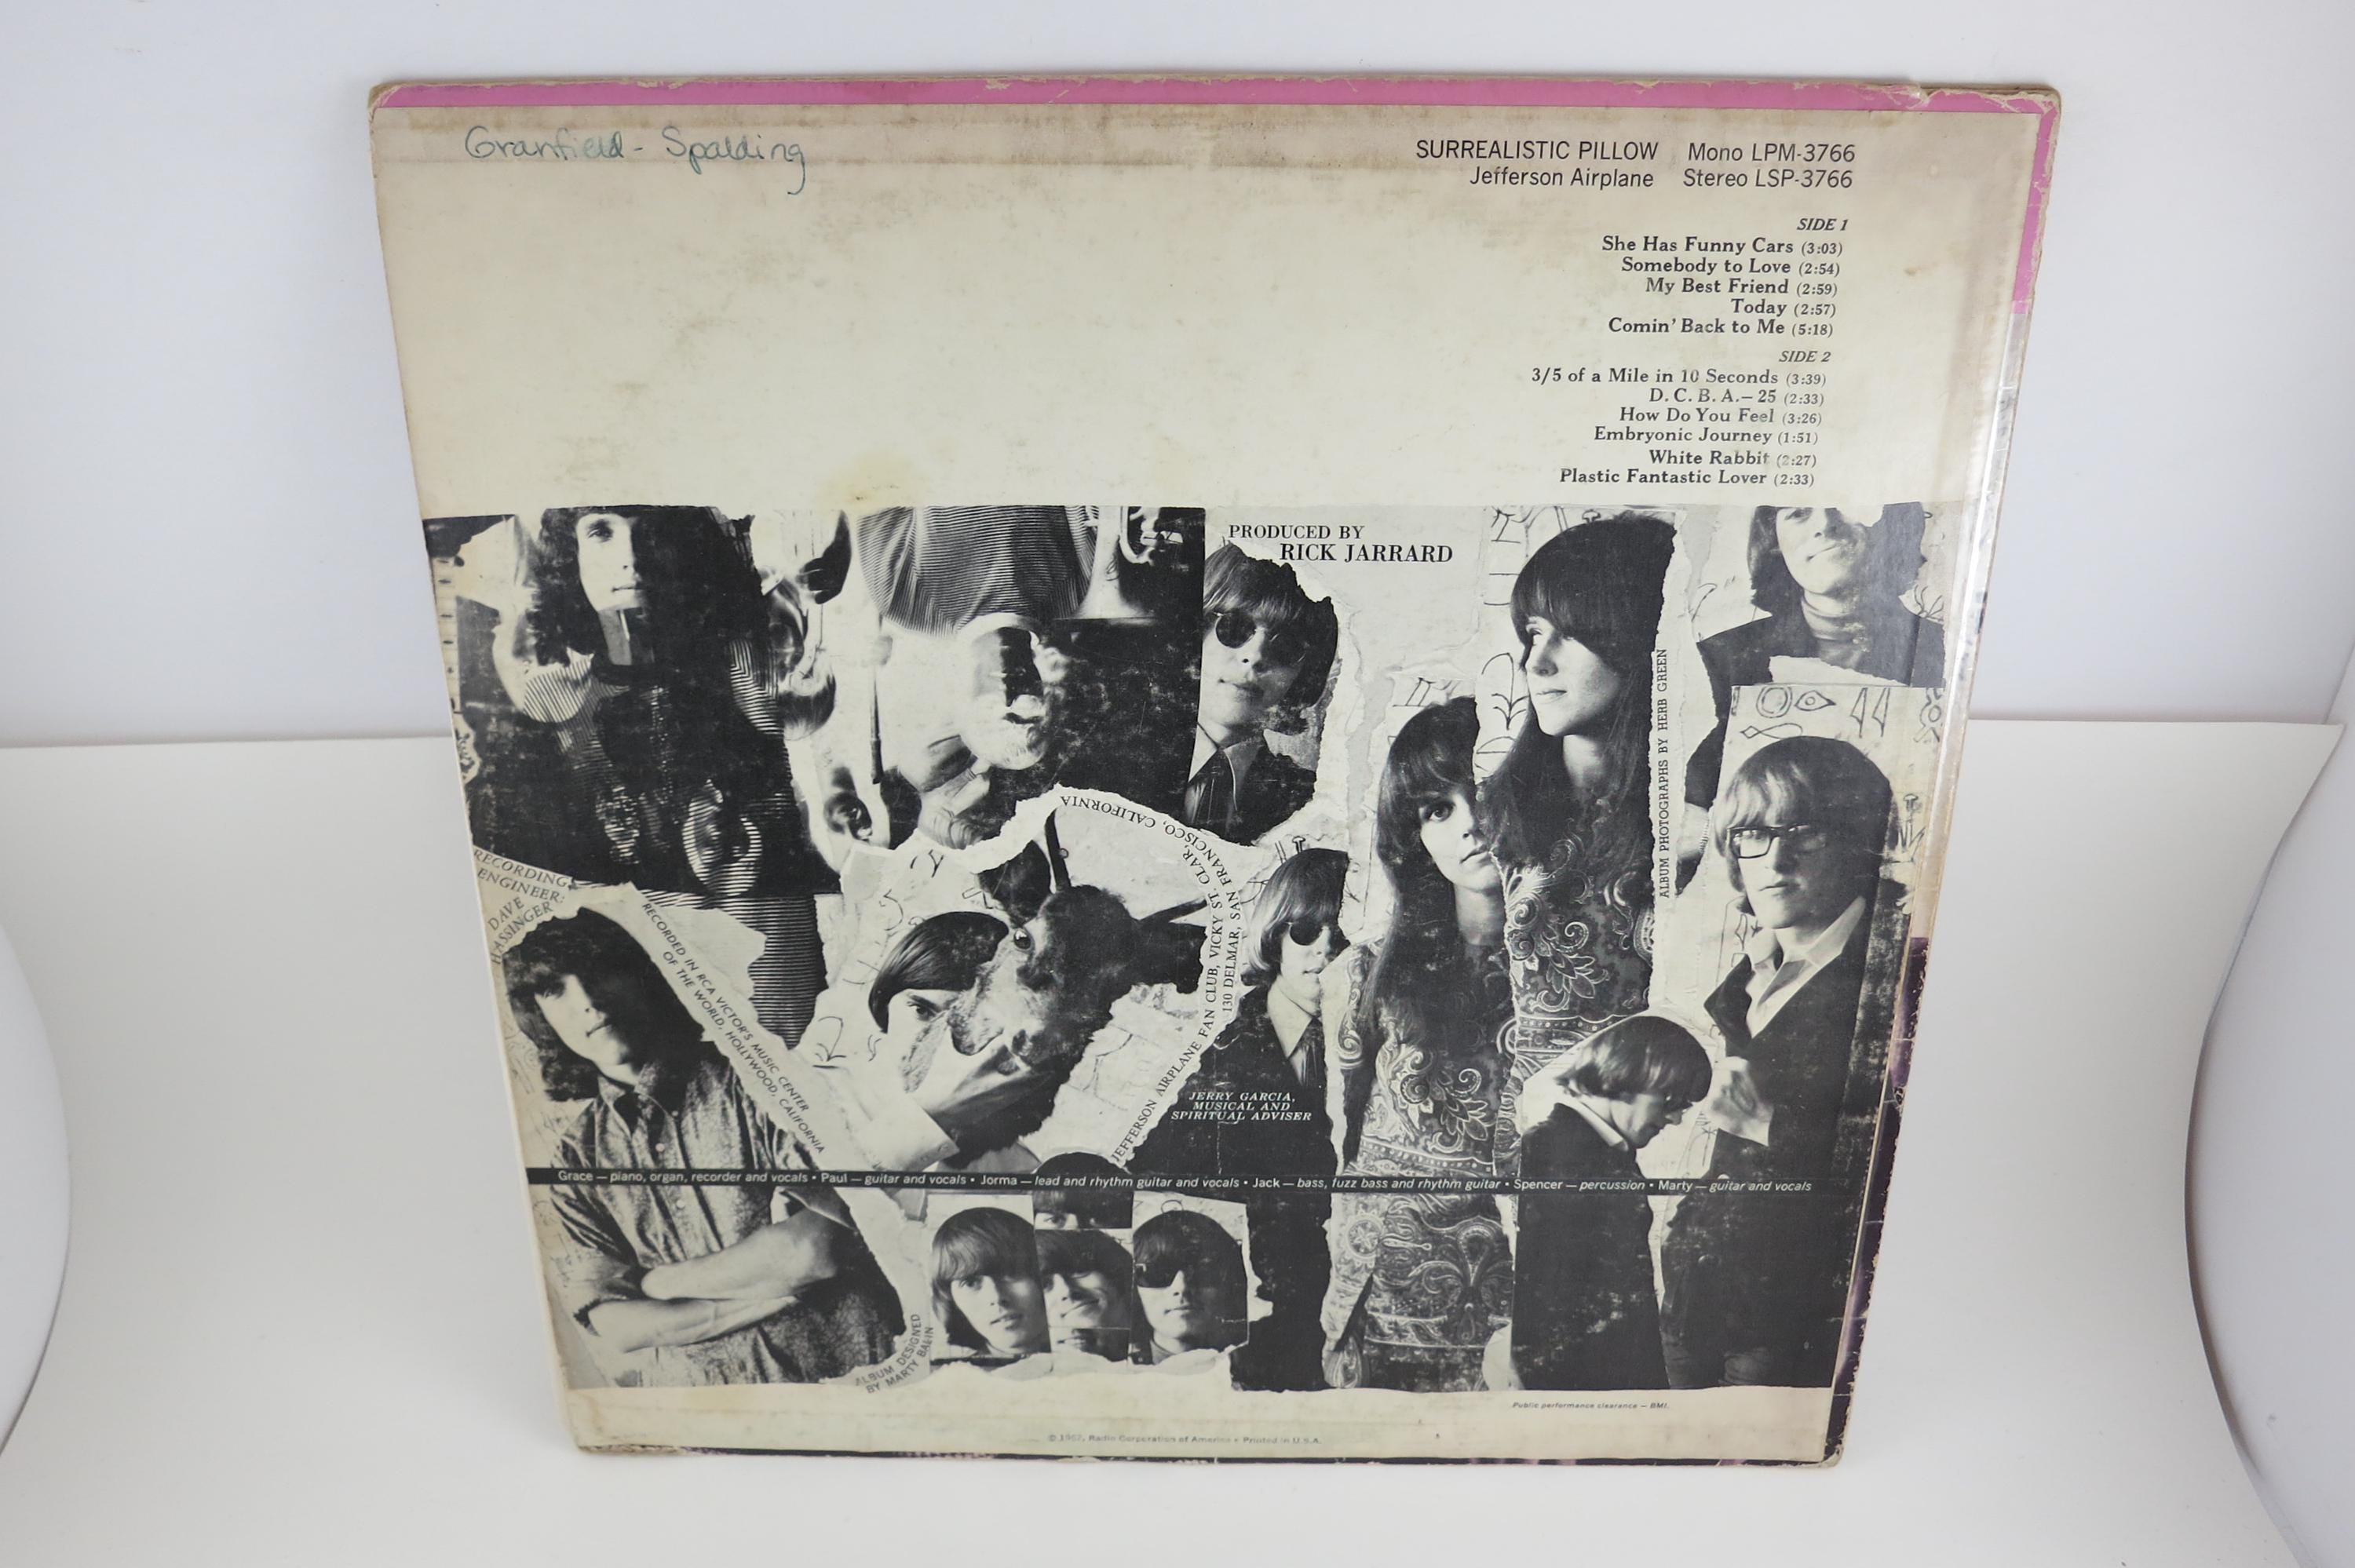 Granfield - Spalding
SURREALISTIC PILLOW Mono LPM-3766
Jefferson Airplane Stereo LSP-3766
SIDE 1
She Has Funny Cars (3:03)
Somebody to Love (2:54)
My Best Friend (2:59)
Today (2:57)
Comin' Back to Me (5:18)
SIDE 2
3/5 of a Mile in 10 Seconds (3:39)
D. C. B. A.—25 (2:33)
How Do You Feel (3:26)
Embryonic Journey (1:51)
White Rabbit (2:27)
Plastic Fantastic Lover (2:33)
PRODUCED BY
RICK JARRARD
ALBUM PHOTOGRAPHS BY HERB GREEN
RECORDING
ENGINEER:
DAVE
HASSINGER
RECORDED IN RCA VICTOR'S MUSIC CENTER
OF THE WORLD, HOLLYWOOD, CALIFORNIA
JEFFERSON AIRPLANE FAN CLUB, VICKY ST. CLAR,
130 DELMAR, SAN FRANCISCO, CALIFORNIA
JERRY GARCIA,
MUSICAL AND
SPIRITUAL ADVISER
Grace — piano, organ, recorder and vocals • Paul — guitar and vocals • Jorma — lead and rhythm guitar and vocals • Jack — bass, fuzz bass and rhythm guitar • Spencer — percussion • Marty — guitar and vocals
ALBUM DESIGNED
BY MARTY BALIN
Public performance clearance — BMI.
© 1967, Radio Corporation of America • Printed in U.S.A.